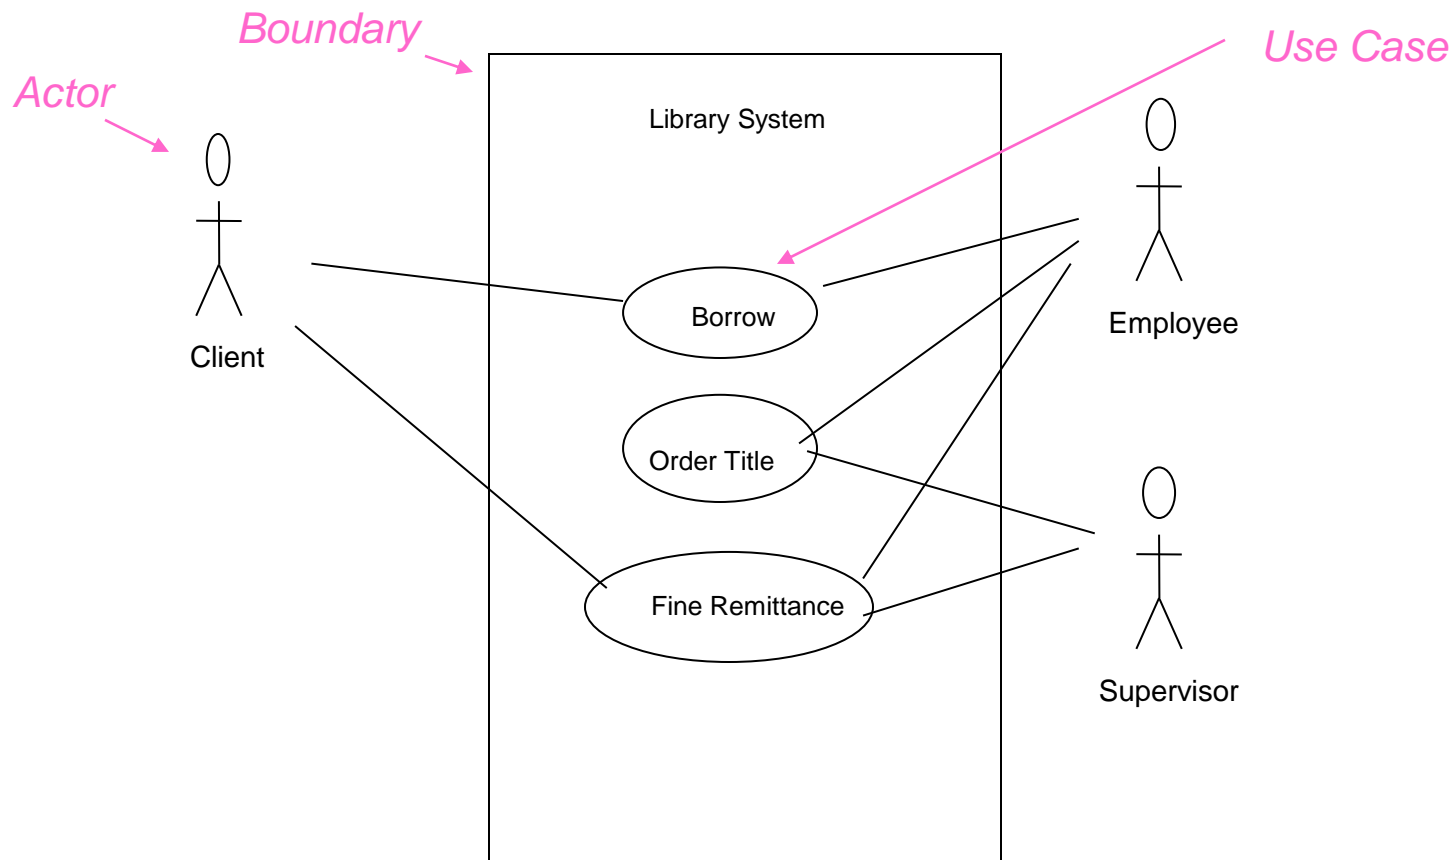 Boundary
Use Case
Actor
Library System
Borrow
Employee
Client
Order Title
Fine Remittance
Supervisor